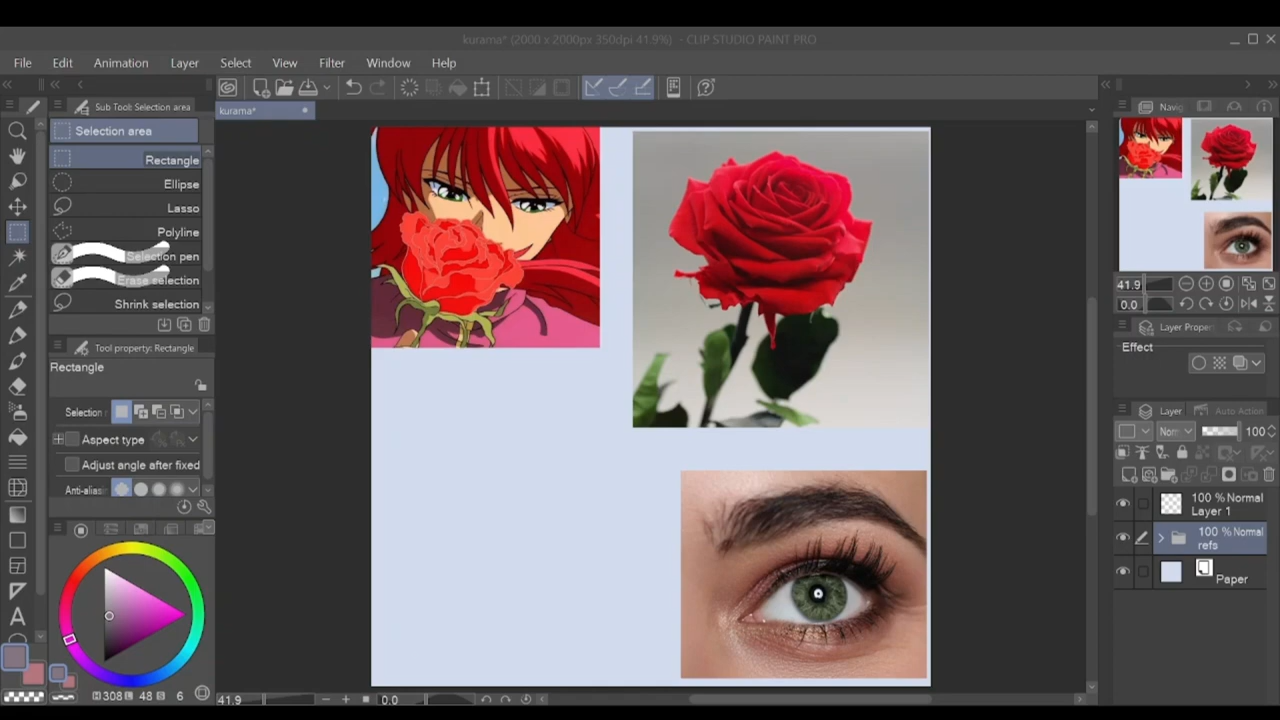 kurama* (2000 x 2000px 350dpi 41.9%) - CLIP STUDIO PAINT PRO
File Edit Animation Layer Select View Filter Window Help
Sub Tool: Selection area
kurama*
Navig
Selection area
Rectangle
Ellipse
Lasso
Polyline
Selection pen
Erase selection
Shrink selection
41.9
0.0
Tool property: Rectangle
Layer Proper
Rectangle
Effect
Selection
Aspect type
Layer Auto Action
Norr 100
Adjust angle after fixed
Anti-alias
100 % Normal
Layer 1
100 % Normal
refs
Paper
H 308 L 48 S 6
41.9 0.0
A